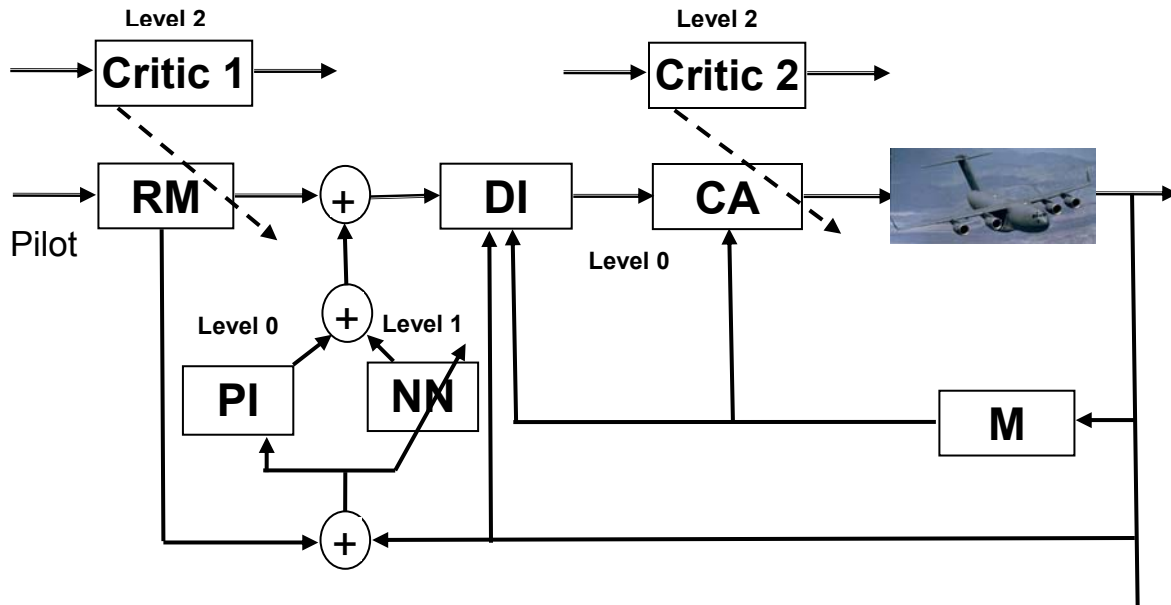 Level 2
Level 2
Critic 1
Critic 2
RM
+
DI
CA
Pilot
Level 0
+
Level 0
Level 1
PI
NN
M
+